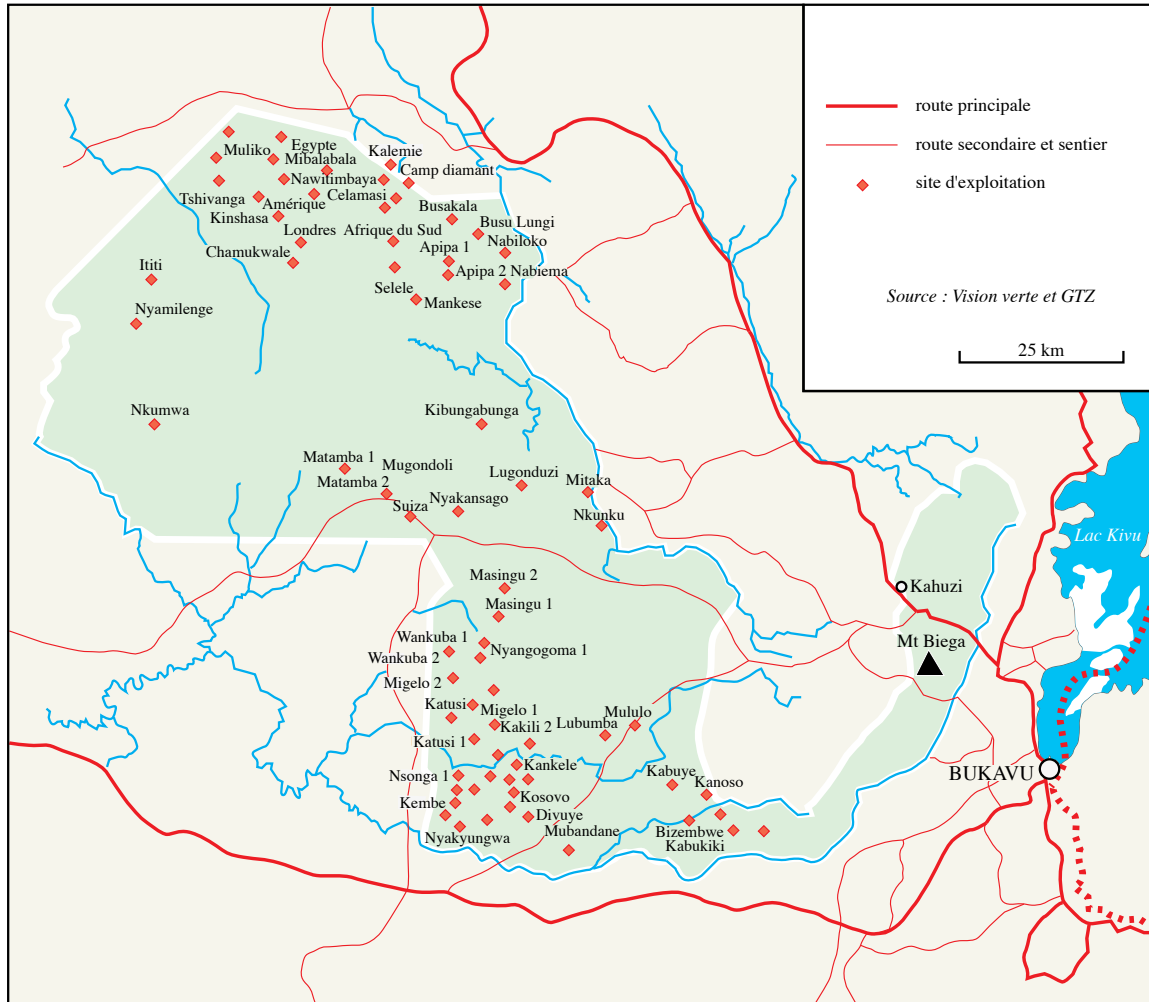 route principale
route secondaire et sentier
site d'exploitation
Source : Vision verte et GTZ
25 km
Egypte
Muliko
Mibalabala
Kalemie
Nawitimbaya
Camp diamant
Tshivanga
Amérique
Celamasi
Kinshasa
Busakala
Busu Lungi
Londres
Afrique du Sud
Nabiloko
Chamukwale
Apipa 1
Ititi
Apipa 2
Nabiema
Selele
Mankese
Nyamilenge
Nkumwa
Kibungabunga
Matamba 1
Mugondoli
Matamba 2
Lugonduzi
Mitaka
Suiza
Nyakansago
Nkunku
Lac Kivu
Masingu 2
Kahuzi
Masingu 1
Wankuba 1
Mt Biega
Nyangogoma 1
Wankuba 2
Migelo 2
Katusi
Migelo 1
Mululo
Kakili 2
Lubumba
Katusi 1
Kankele
Nsonga 1
Kabuye
BUKAVU
Kanoso
Kembe
Kosovo
Divuye
Nyakyungwa
Mubandane
Bizembwe
Kabukiki